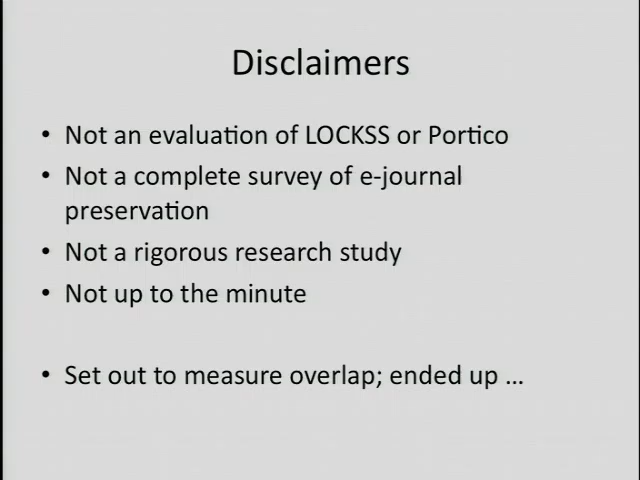 Disclaimers
• Not an evaluation of LOCKSS or Portico
• Not a complete survey of e-journal
preservation
• Not a rigorous research study
• Not up to the minute
• Set out to measure overlap; ended up ...